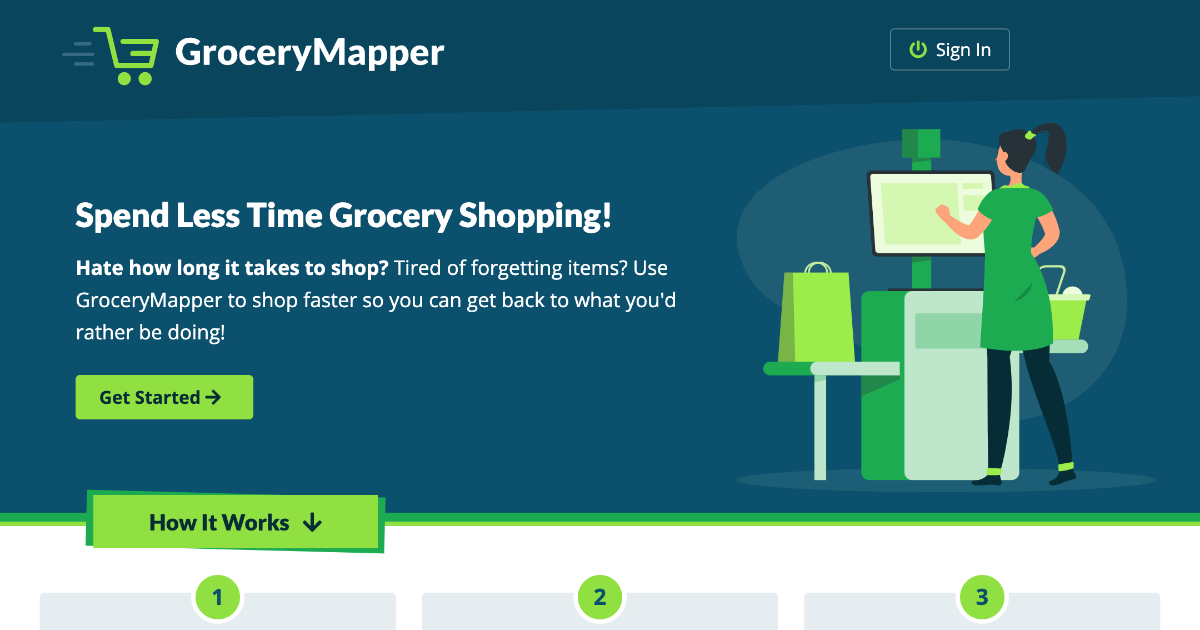 GroceryMapper
Sign In
Spend Less Time Grocery Shopping!
Hate how long it takes to shop? Tired of forgetting items? Use
GroceryMapper to shop faster so you can get back to what you'd
rather be doing!
Get Started
How It Works
1
2
3